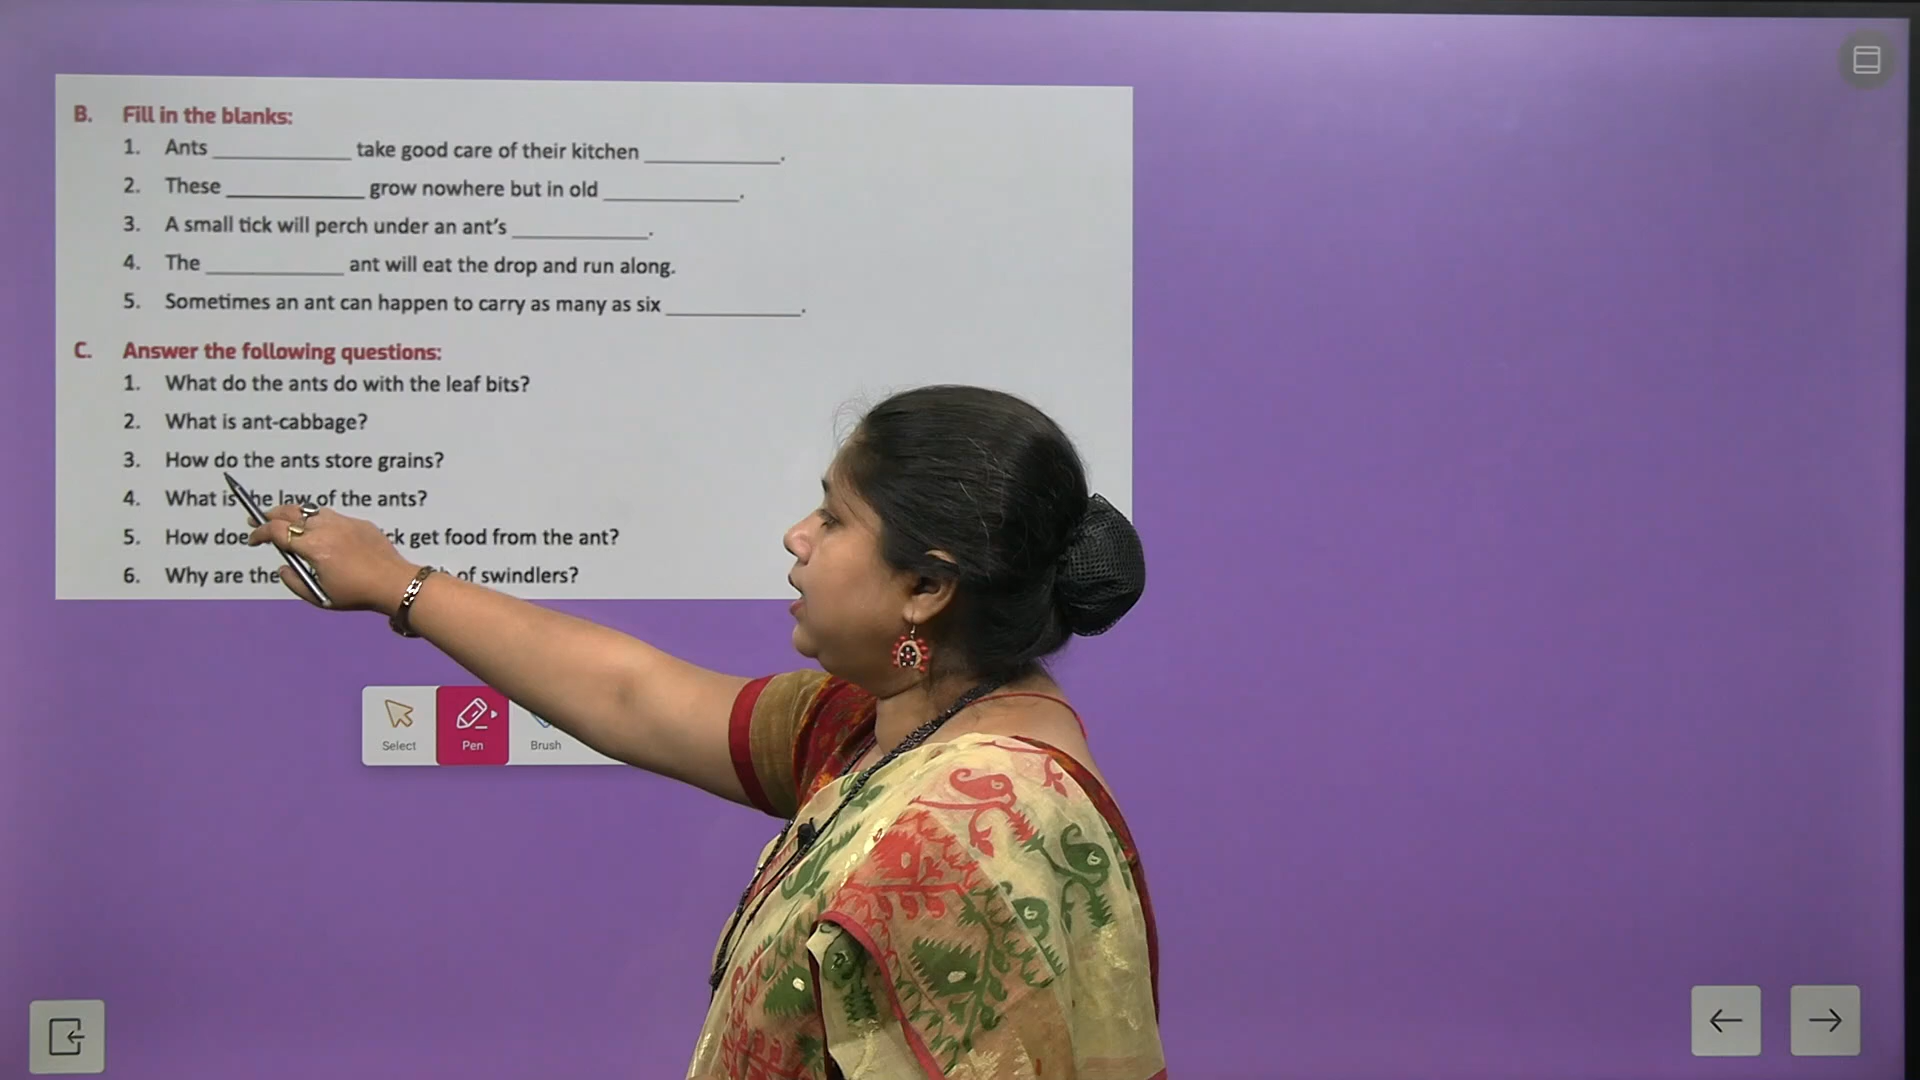 B. Fill in the blanks:
1. Ants ____________ take good care of their kitchen ____________.
2. These ____________ grow nowhere but in old ____________.
3. A small tick will perch under an ant's ____________.
4. The ____________ ant will eat the drop and run along.
5. Sometimes an ant can happen to carry as many as six ____________.
C. Answer the following questions:
1. What do the ants do with the leaf bits?
2. What is ant-cabbage?
3. How do the ants store grains?
4. What is the law of the ants?
5. How get food from the ant?
6. Why are of swindlers?
Select Pen Brush